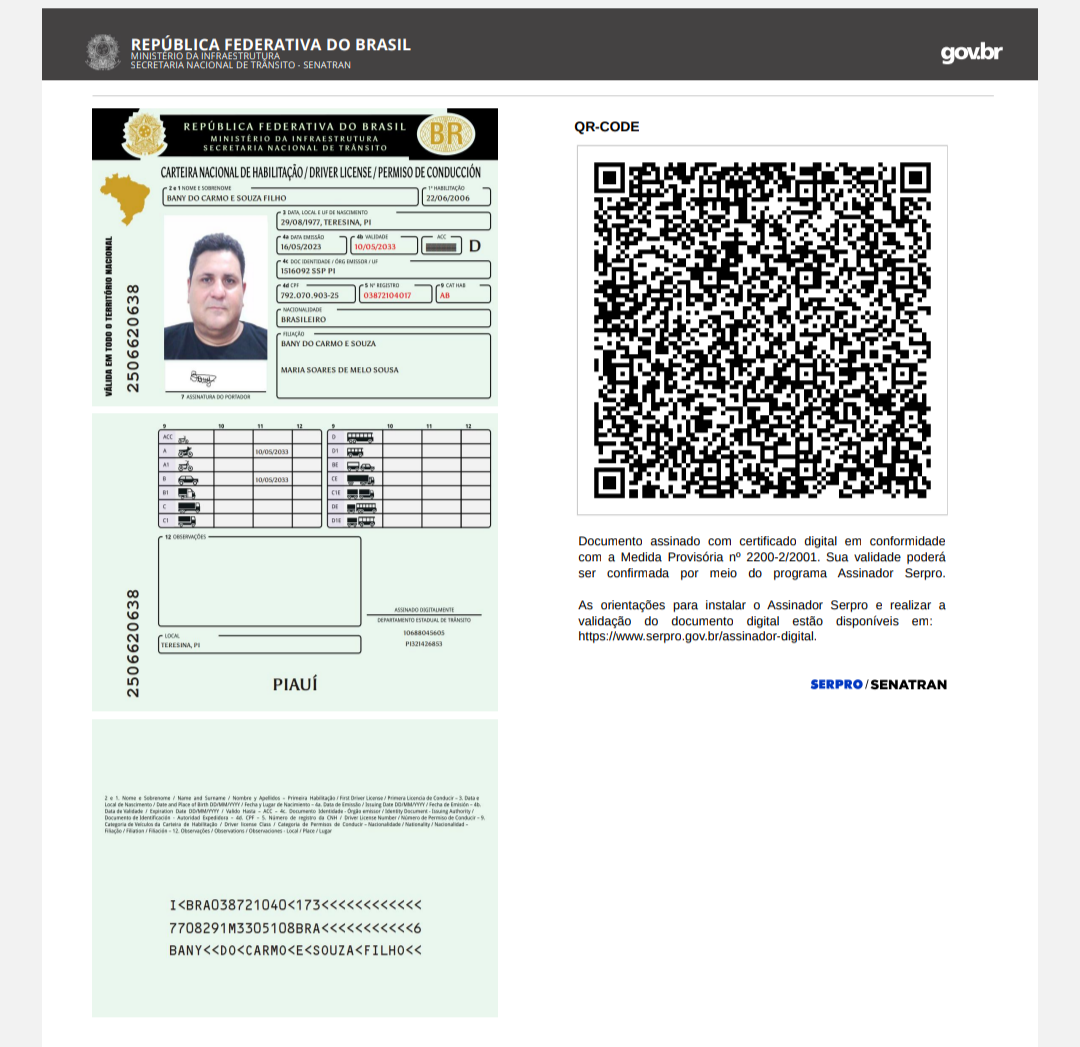 REPÚBLICA FEDERATIVA DO BRASIL
MINISTÉRIO DA INFRAESTRUTURA
SECRETARIA NACIONAL DE TRÂNSITO - SENATRAN
gov.br
REPÚBLICA FEDERATIVA DO BRASIL
MINISTÉRIO DA INFRAESTRUTURA
SECRETARIA NACIONAL DE TRÂNSITO
BR
CARTEIRA NACIONAL DE HABILITAÇÃO / DRIVER LICENSE / PERMISO DE CONDUCCIÓN
2 e 1 NOME E SOBRENOME
1ª HABILITAÇÃO
BANY DO CARMO E SOUZA FILHO
22/06/2006
3 DATA, LOCAL E UF DE NASCIMENTO
29/08/1977, TERESINA, PI
4a DATA EMISSÃO
4b VALIDADE
ACC
16/05/2023
10/05/2033
D
4c DOC IDENTIDADE / ÓRG EMISSOR / UF
1516092 SSP PI
4d CPF
5 Nº REGISTRO
9 CAT HAB
792.070.903-25
03872104017
AB
NACIONALIDADE
BRASILEIRO
FILIAÇÃO
BANY DO CARMO E SOUZA
MARIA SOARES DE MELO SOUSA
7 ASSINATURA DO PORTADOR
VÁLIDA EM TODO O TERRITÓRIO NACIONAL
2506620638
9 10 11 12
9 10 11 12
ACC
D
A 10/05/2033
D1
A1
BE
B 10/05/2033
CE
B1
C1E
C
DE
C1
D1E
12 OBSERVAÇÕES
ASSINADO DIGITALMENTE
DEPARTAMENTO ESTADUAL DE TRÂNSITO
10688045605
PI321426853
LOCAL
TERESINA, PI
2506620638
PIAUÍ
2 e 1. Nome e Sobrenome / Name and Surname / Nombre y Apellidos – Primeira Habilitação / First Driver License / Primera Licencia de Conducir – 3. Data e
Local de Nascimento / Date and Place of Birth DD/MM/YYYY / Fecha y Lugar de Nacimiento – 4a. Data de Emissão / Issuing Date DD/MM/YYYY / Fecha de Emisión – 4b.
Data de Validade / Expiration Date DD/MM/YYYY / Válido Hasta – ACC – 4c. Documento Identidade - Órgão emissor / Identity Document - Issuing Authority /
Documento de Identificación - Autoridad Expedidora – 4d. CPF – 5. Número de registro da CNH / Driver License Number / Número de Permiso de Conducir – 9.
Categoria de Veículos da Carteira de Habilitação / Driver license Class / Categoria de Permisos de Conducir – Nacionalidade / Nationality / Nacionalidad –
Filiação / Filiation / Filiación – 12. Observações / Observations / Observaciones - Local / Place / Lugar
I<BRA038721040<173<<<<<<<<<<<<
7708291M3305108BRA<<<<<<<<<<<6
BANY<<DO<CARMO<E<SOUZA<FILHO<<
QR-CODE
Documento assinado com certificado digital em conformidade
com a Medida Provisória nº 2200-2/2001. Sua validade poderá
ser confirmada por meio do programa Assinador Serpro.
As orientações para instalar o Assinador Serpro e realizar a
validação do documento digital estão disponíveis em:
https://www.serpro.gov.br/assinador-digital.
SERPRO / SENATRAN